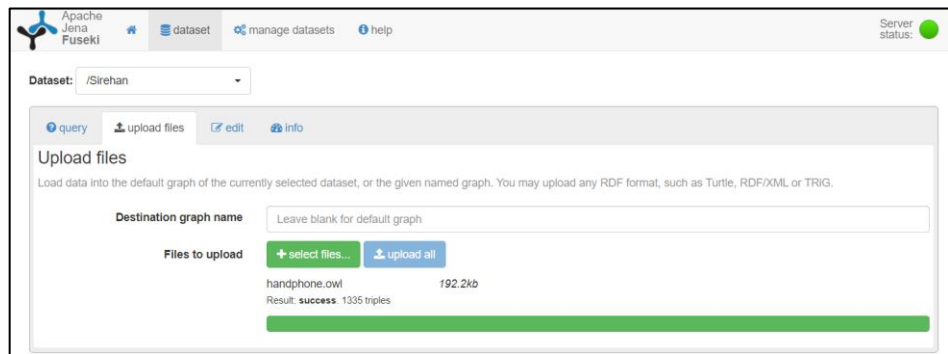 Apache
Jena
Fuseki
dataset
manage datasets
help
Server
status:
Dataset: /Sirehan
query
upload files
edit
info
Upload files
Load data into the default graph of the currently selected dataset, or the given named graph. You may upload any RDF format, such as Turtle, RDF/XML or TRIG.
Destination graph name
Leave blank for default graph
Files to upload
select files...
upload all
handphone.owl 192.2kb
Result: success. 1335 triples